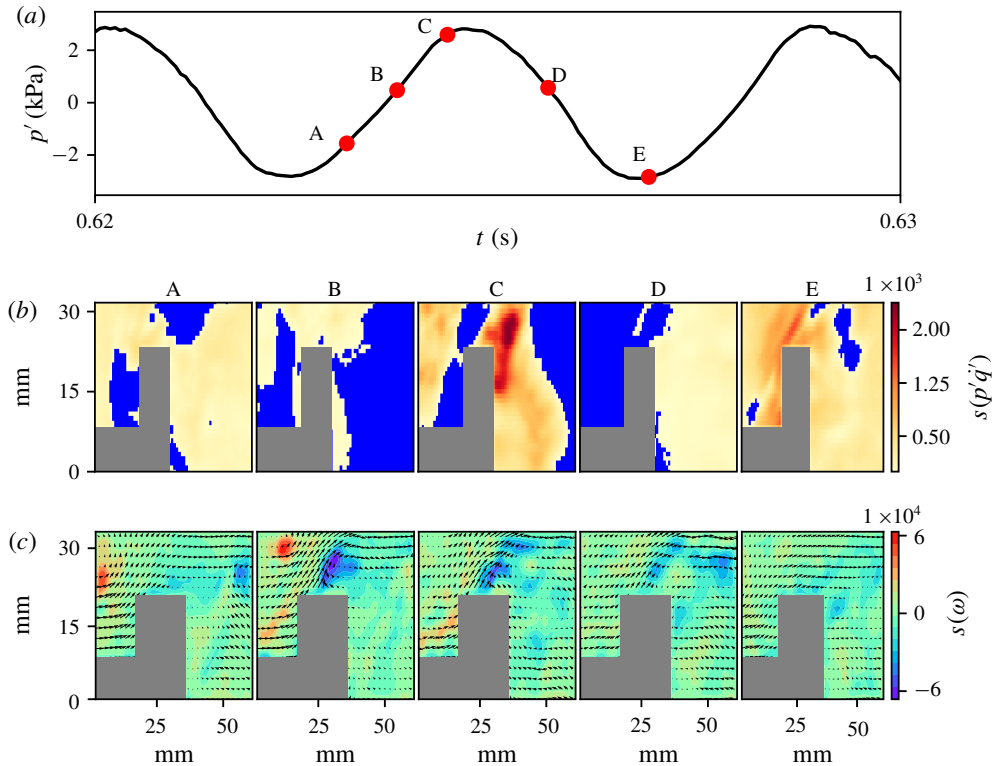 (a)
C
2
B
D
p′ (kPa)
0
A
E
−2
0.62
0.63
t (s)
(b)
A
B
C
D
E
1 ×10³
30
2.00
mm
15
1.25
s(p′q̇′)
0.50
0
(c)
1 ×10⁴
30
6
mm
15
0
s(ω)
0
−6
25 50 25 50 25 50 25 50 25 50
mm mm mm mm mm